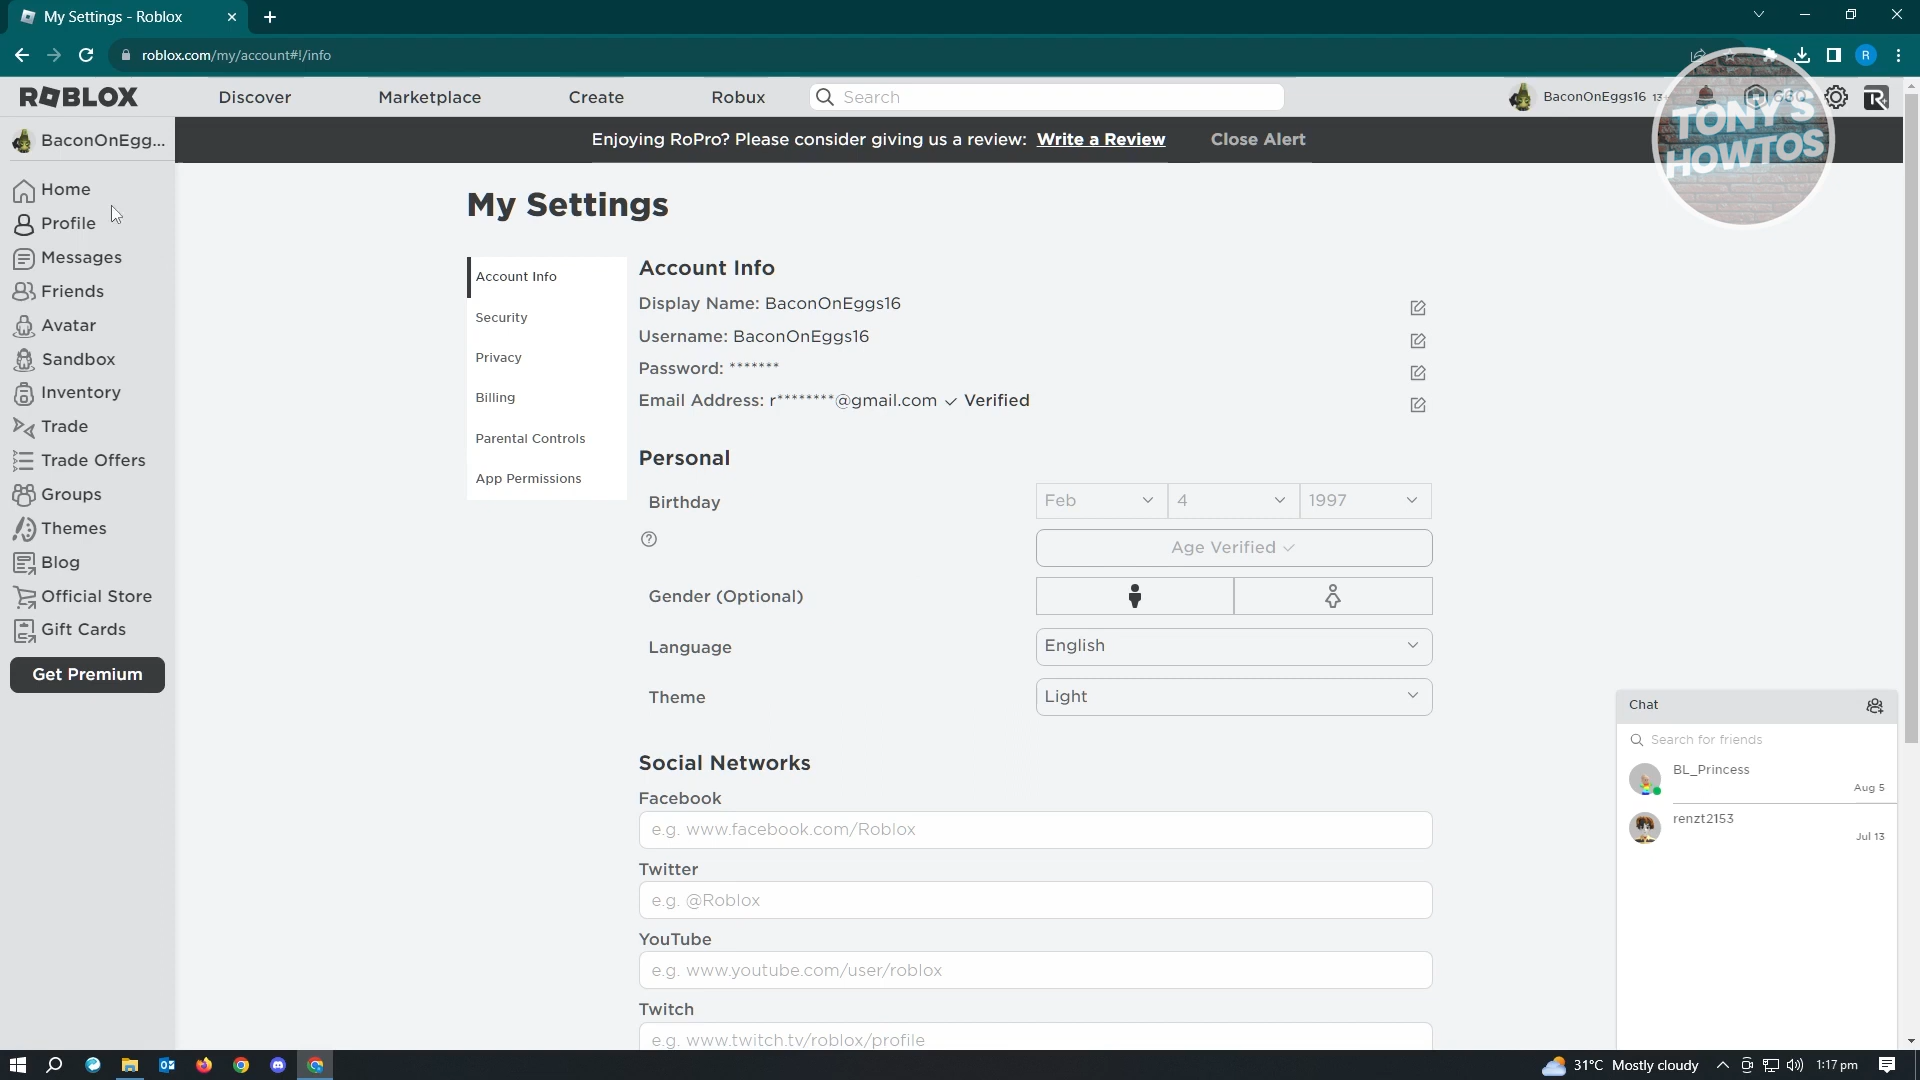 My Settings - Roblox
roblox.com/my/account#!/info
R
ROBLOX
Discover
Marketplace
Create
Robux
Search
BaconOnEggs16 13+
TONY'S
HOWTOS
BaconOnEgg...
Enjoying RoPro? Please consider giving us a review: Write a Review Close Alert
Home
Profile
Messages
Friends
Avatar
Sandbox
Inventory
Trade
Trade Offers
Groups
Themes
Blog
Official Store
Gift Cards
Get Premium
My Settings
Account Info
Security
Privacy
Billing
Parental Controls
App Permissions
Account Info
Display Name: BaconOnEggs16
Username: BaconOnEggs16
Password: *******
Email Address: r********@gmail.com ✓ Verified
Personal
Birthday
Feb 4 1997
Age Verified ✓
Gender (Optional)
Language
English
Theme
Light
Social Networks
Facebook
e.g. www.facebook.com/Roblox
Twitter
e.g. @Roblox
YouTube
e.g. www.youtube.com/user/roblox
Twitch
e.g. www.twitch.tv/roblox/profile
Chat
Search for friends
BL_Princess
Aug 5
renzt2153
Jul 13
31°C Mostly cloudy
1:17 pm